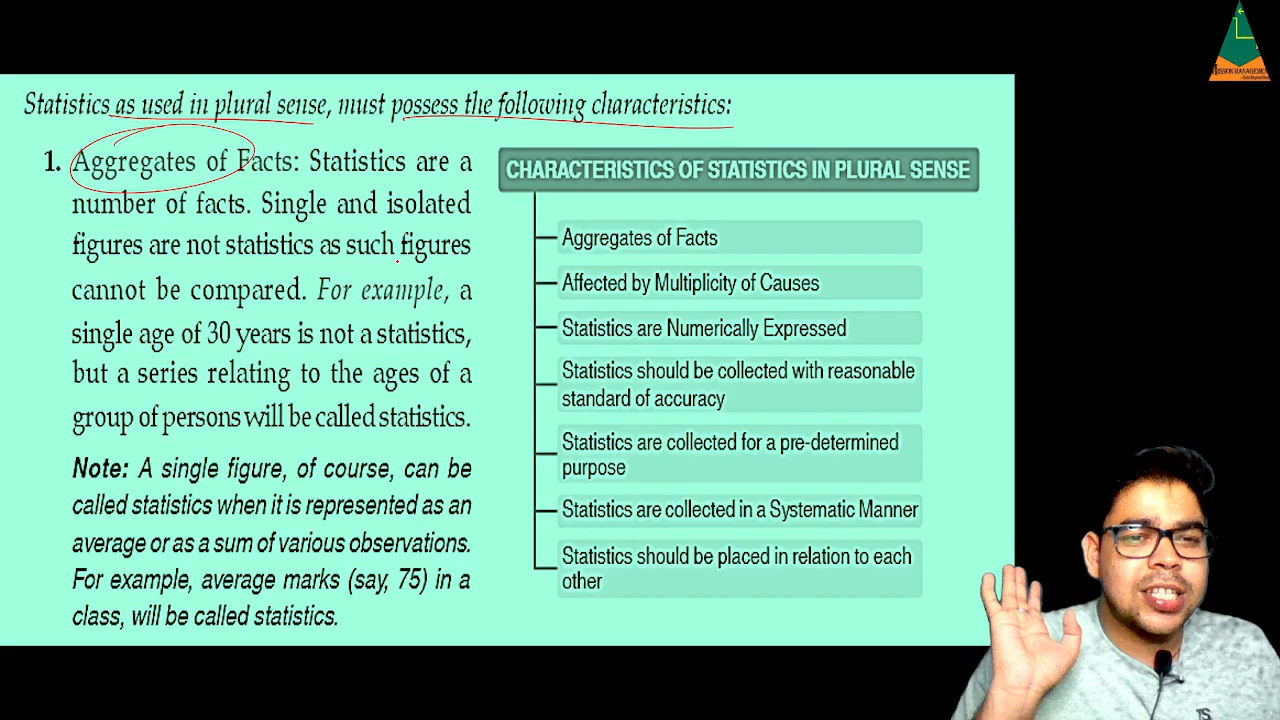 Statistics as used in plural sense, must possess the following characteristics:
1. Aggregates of Facts: Statistics are a
number of facts. Single and isolated
figures are not statistics as such figures
cannot be compared. For example, a
single age of 30 years is not a statistics,
but a series relating to the ages of a
group of persons will be called statistics.
Note: A single figure, of course, can be
called statistics when it is represented as an
average or as a sum of various observations.
For example, average marks (say, 75) in a
class, will be called statistics.
CHARACTERISTICS OF STATISTICS IN PLURAL SENSE
Aggregates of Facts
Affected by Multiplicity of Causes
Statistics are Numerically Expressed
Statistics should be collected with reasonable
standard of accuracy
Statistics are collected for a pre-determined
purpose
Statistics are collected in a Systematic Manner
Statistics should be placed in relation to each
other
MISSION MANAGEMENT